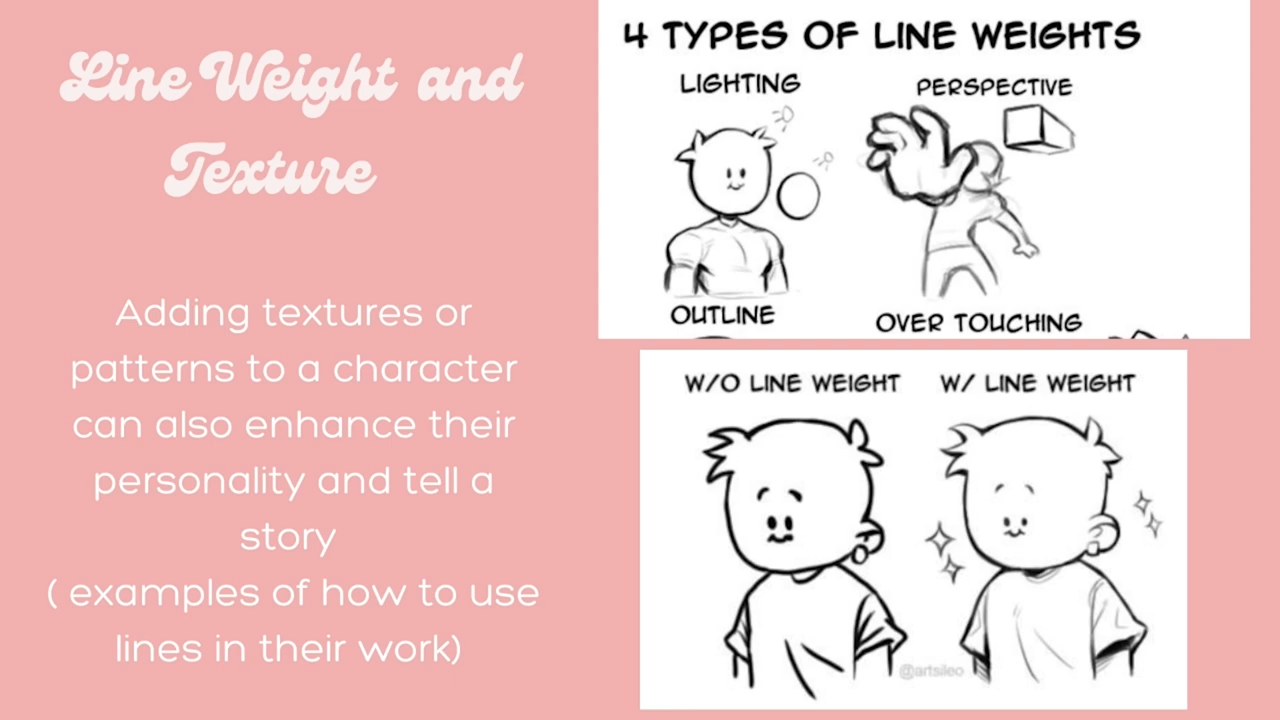 Line Weight and
Texture
Adding textures or
patterns to a character
can also enhance their
personality and tell a
story
( examples of how to use
lines in their work)
4 TYPES OF LINE WEIGHTS
LIGHTING
PERSPECTIVE
OUTLINE
OVER TOUCHING
W/O LINE WEIGHT
W/ LINE WEIGHT
@artsileo